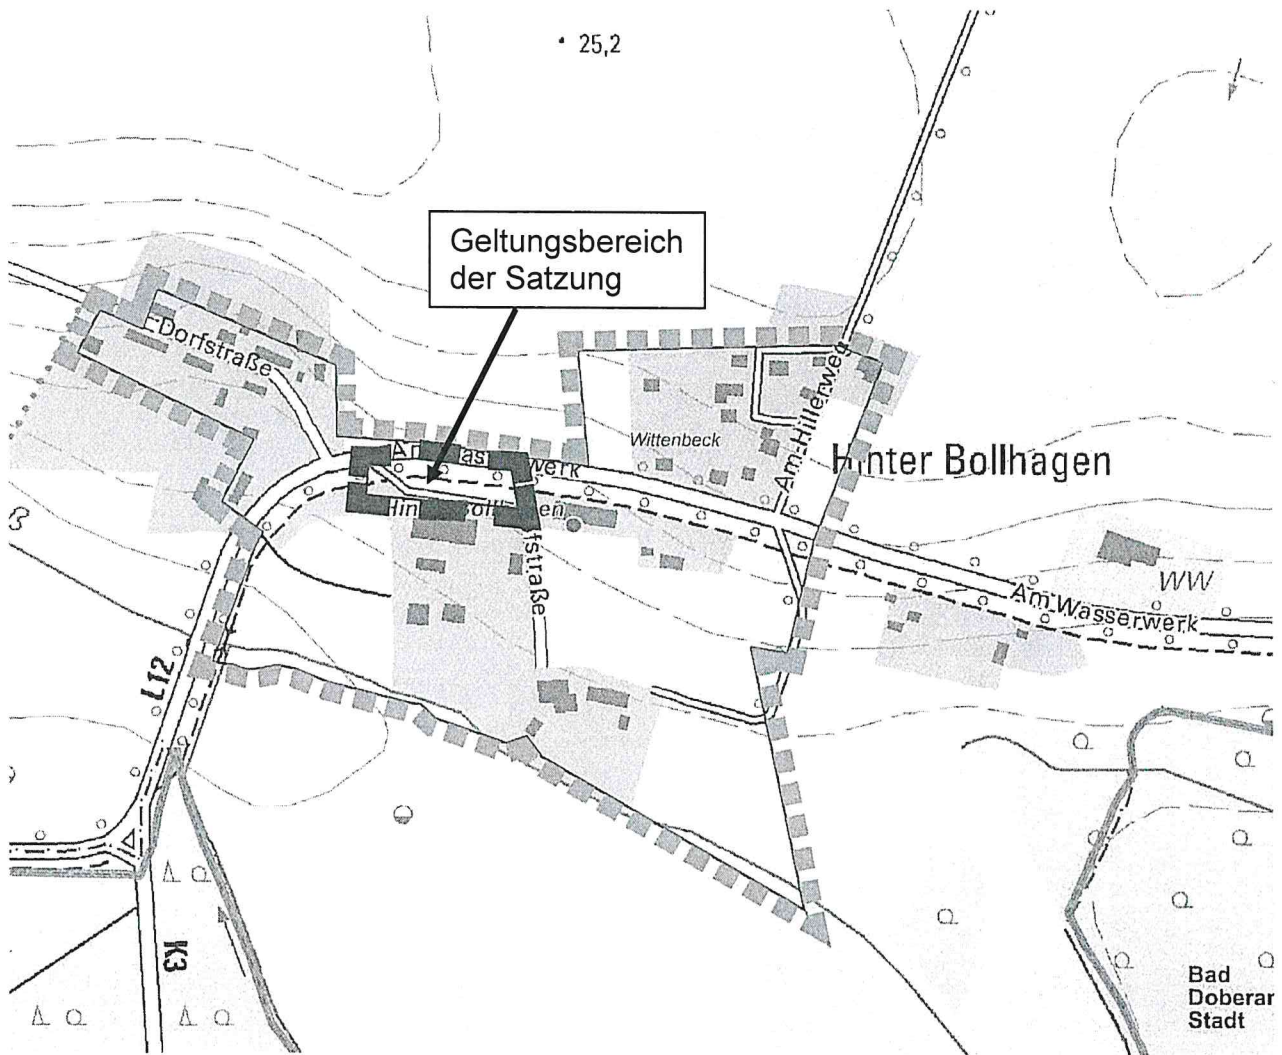 25,2
Geltungsbereich
der Satzung
Dorfstraße
Wittenbeck
Am Hillerweg
Hinter Bollhagen
WW
Am Wasserwerk
L12
K3
Bad
Doberan
Stadt